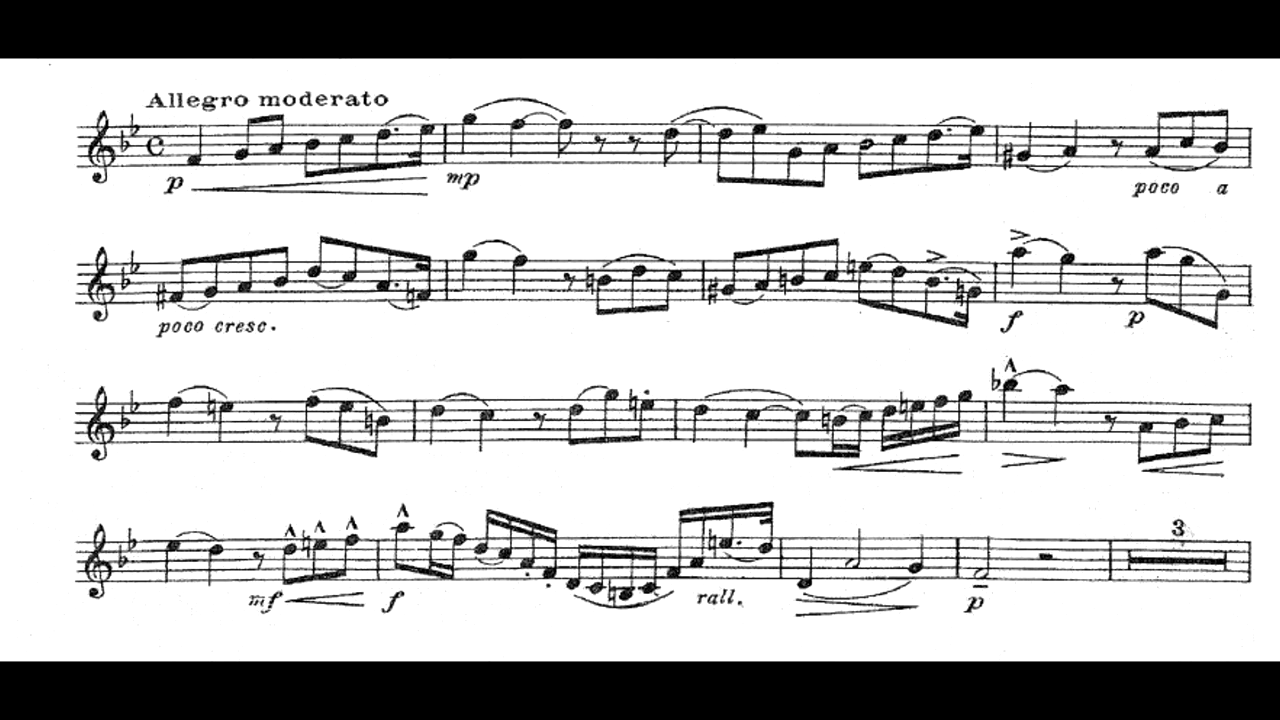 Allegro moderato
p mp poco a
poco cresc. f p
mf f rall. p
3